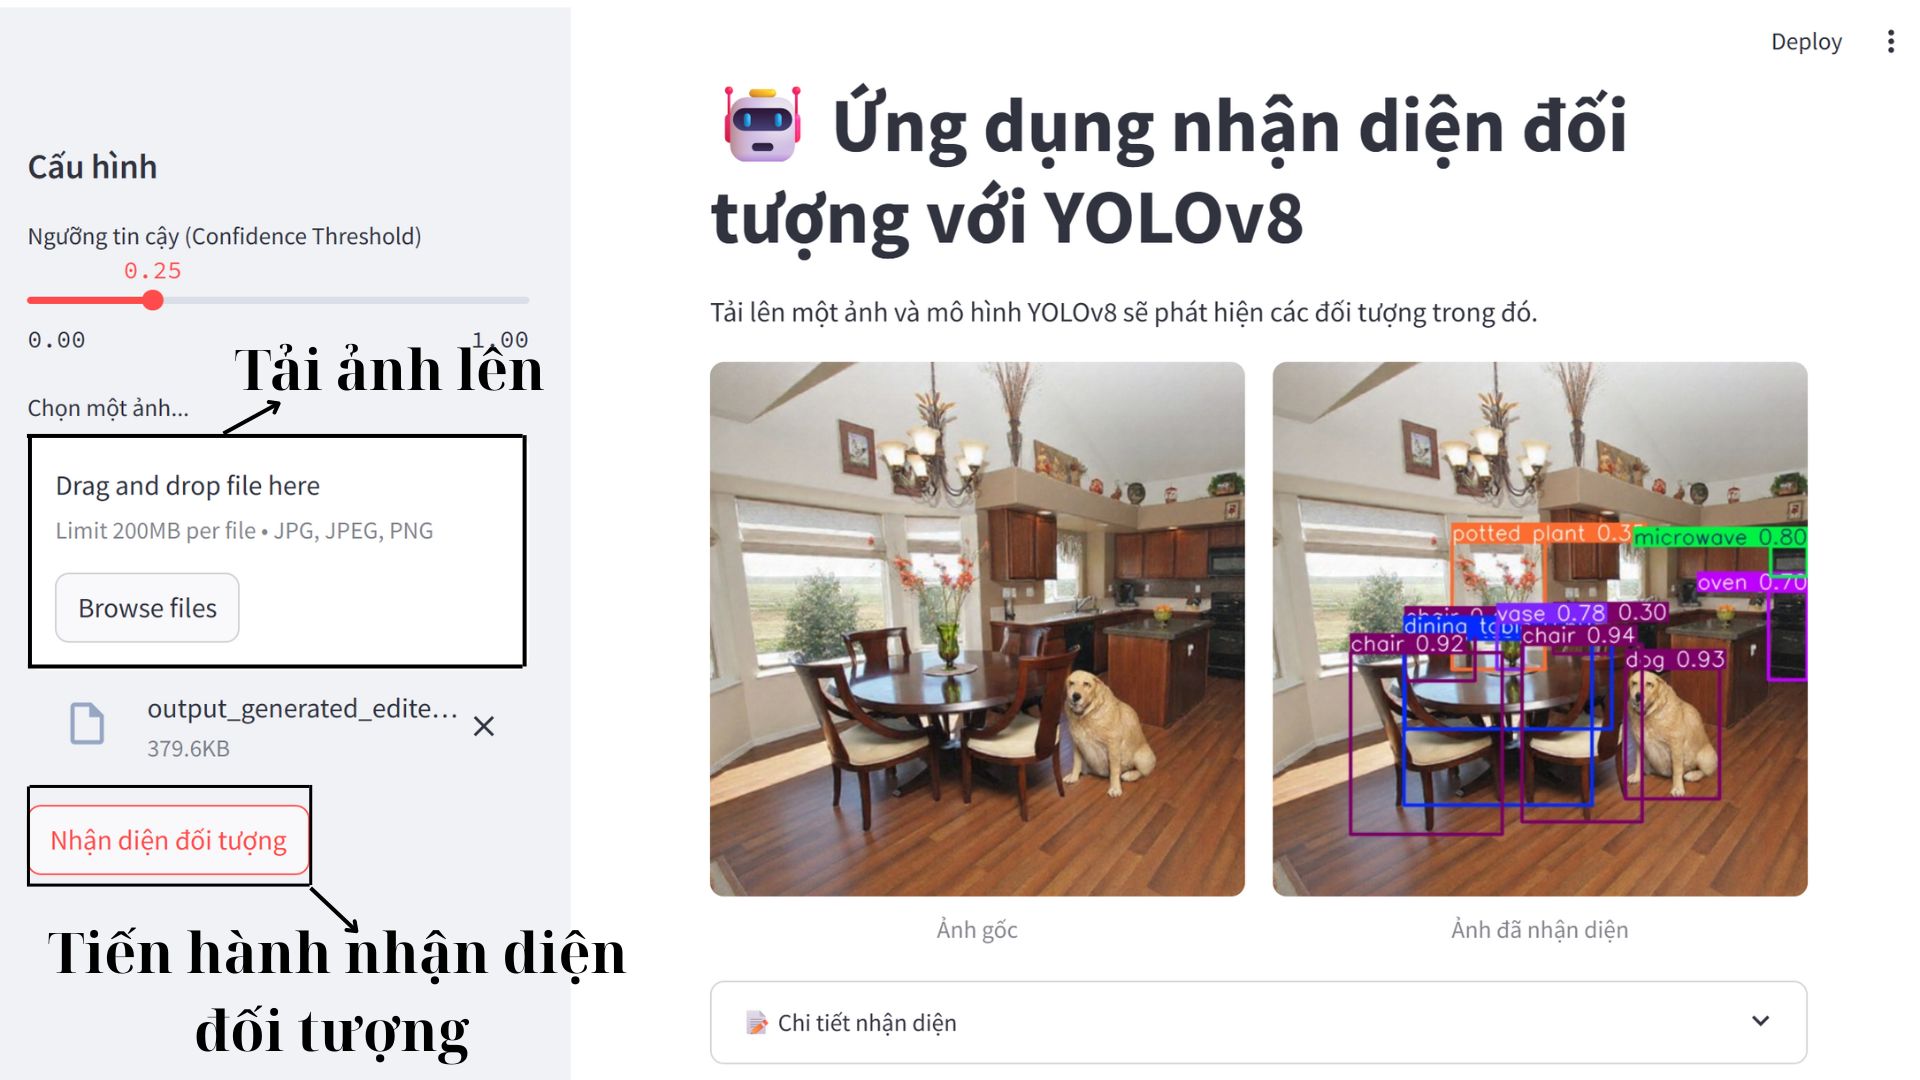 Deploy
Cấu hình
Ngưỡng tin cậy (Confidence Threshold)
0.25
0.00
1.00
Tải ảnh lên
Chọn một ảnh...
Drag and drop file here
Limit 200MB per file • JPG, JPEG, PNG
Browse files
output_generated_edite...
379.6KB
Nhận diện đối tượng
Tiến hành nhận diện
đối tượng
Ứng dụng nhận diện đối
tượng với YOLOv8
Tải lên một ảnh và mô hình YOLOv8 sẽ phát hiện các đối tượng trong đó.
potted plant
microwave 0.80
oven 0.70
chair
vase 0.78
0.30
dining
chair 0.94
chair 0.92
dog 0.93
Ảnh gốc
Ảnh đã nhận diện
Chi tiết nhận diện